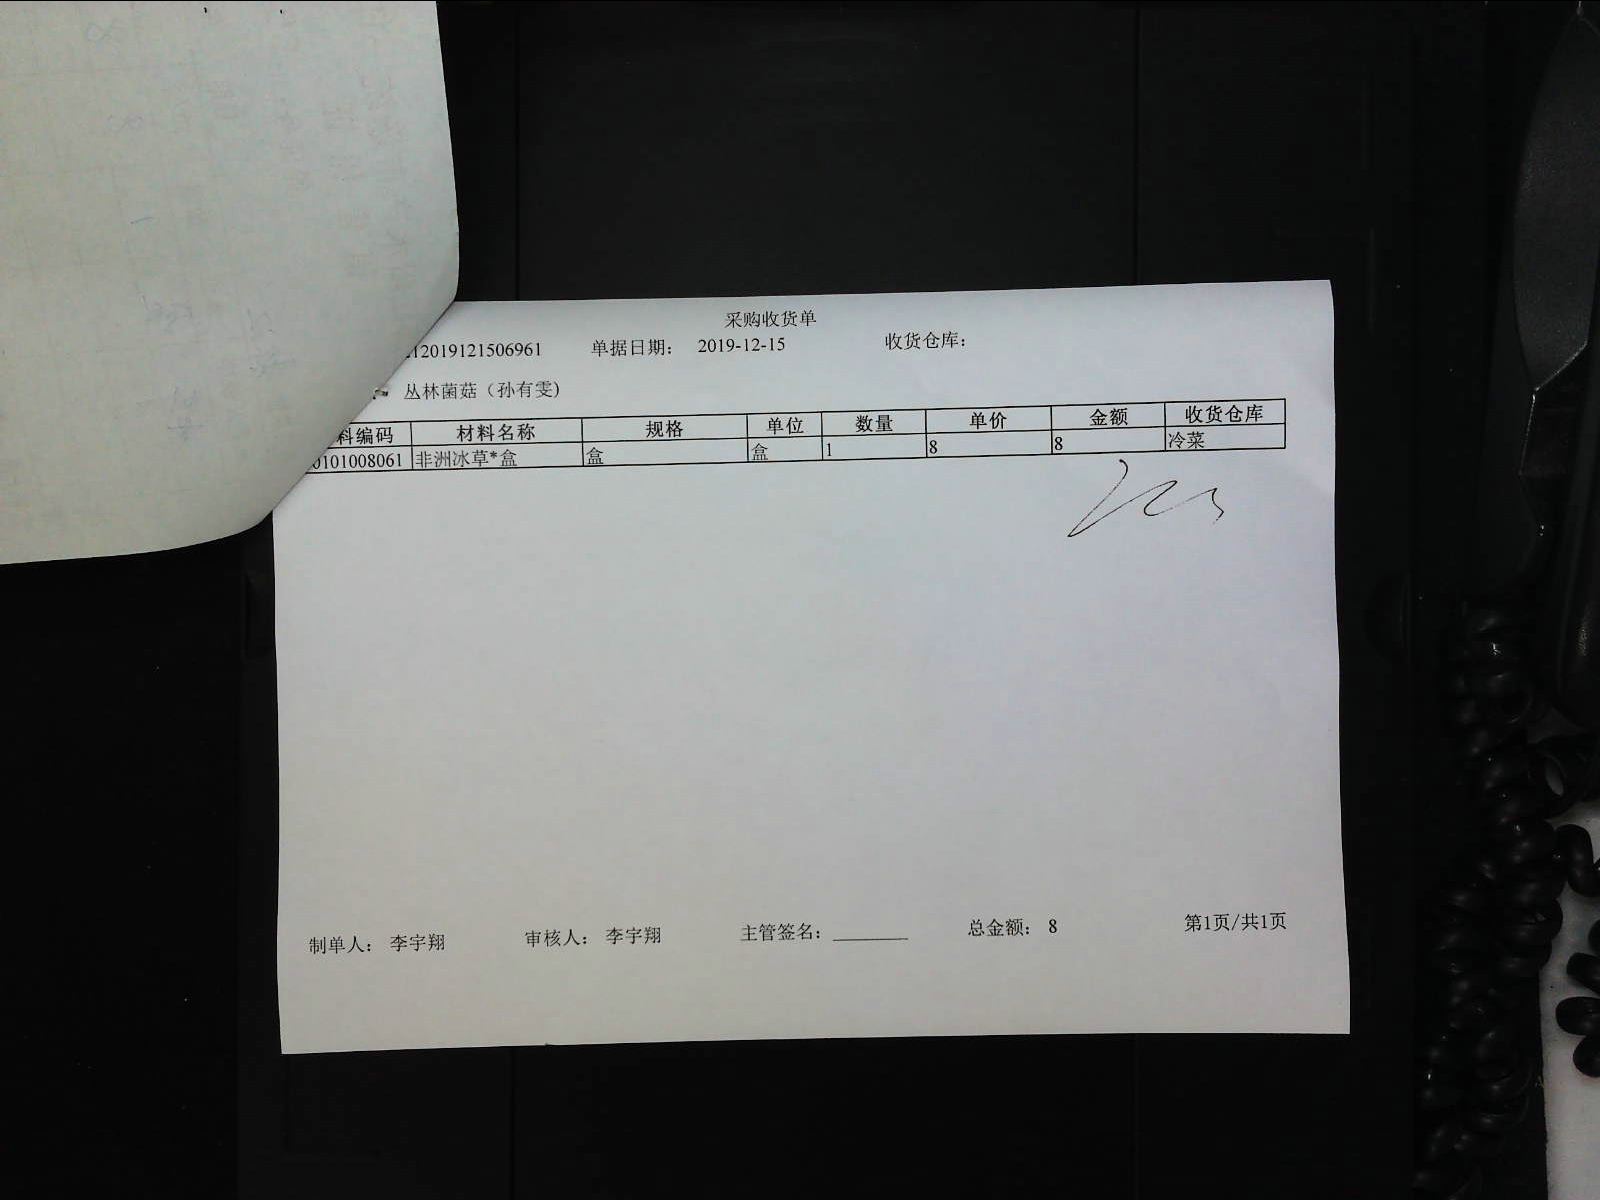 采购收货单
12019121506961 单据日期： 2019-12-15 收货仓库：
丛林菌菇（孙有雯）
料编码 材料名称 规格 单位 数量 单价 金额 收货仓库
0101008061 非洲冰草*盒 盒 盒 1 8 8 冷菜
制单人： 李宇翔 审核人： 李宇翔 主管签名： 总金额： 8 第1页/共1页